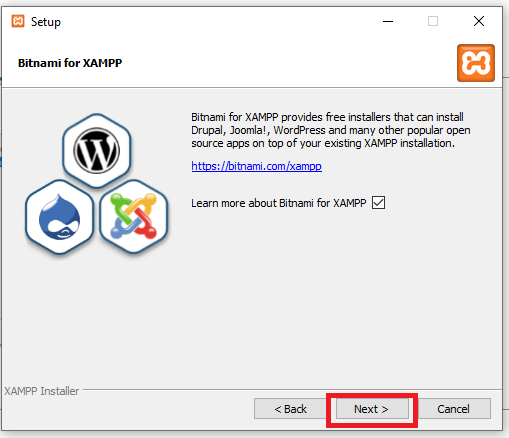 Setup
Bitnami for XAMPP
Bitnami for XAMPP provides free installers that can install
Drupal, Joomla!, WordPress and many other popular open
source apps on top of your existing XAMPP installation.
https://bitnami.com/xampp
Learn more about Bitnami for XAMPP
XAMPP Installer
< Back
Next >
Cancel